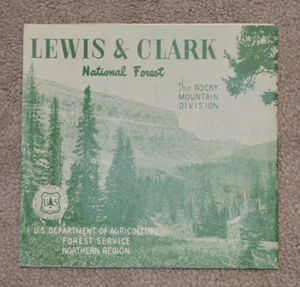 LEWIS & CLARK
National Forest
The ROCKY
MOUNTAIN
DIVISION
U.S.
U.S. DEPARTMENT OF AGRICULTURE
FOREST SERVICE
NORTHERN REGION